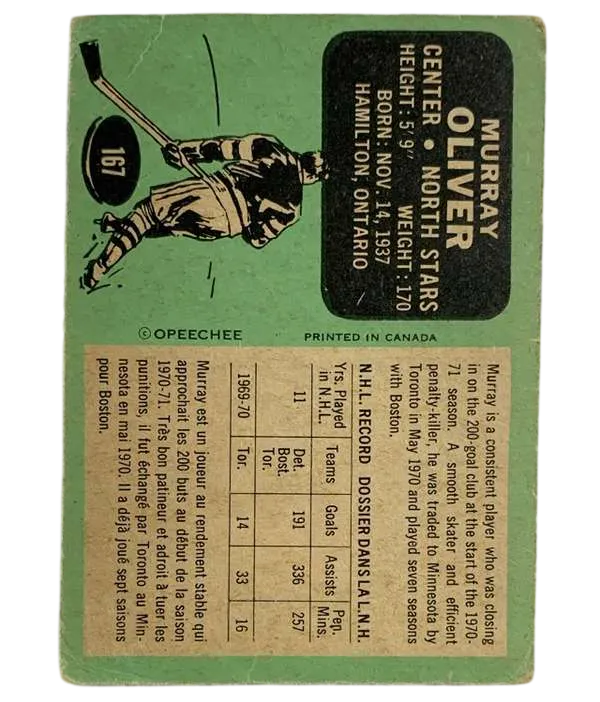 MURRAY
OLIVER
CENTER • NORTH STARS
HEIGHT: 5'9" WEIGHT: 170
BORN: NOV. 14, 1937
HAMILTON, ONTARIO
167
© OPEECHEE PRINTED IN CANADA
Murray is a consistent player who was closing
in on the 200-goal club at the start of the 1970-
71 season. A smooth skater and efficient
penalty-killer, he was traded to Minnesota by
Toronto in May 1970 and played seven seasons
with Boston.
N.H.L. RECORD DOSSIER DANS LA L.N.H.
Yrs. Played in N.H.L. Teams Goals Assists Pen. Mins.
11 Det. Bost. Tor. 191 336 257
1969-70 Tor. 14 33 16
Murray est un joueur au rendement stable qui
approchait les 200 buts au début de la saison
1970-71. Très bon patineur et adroit à tuer les
punitions, il fut échangé par Toronto au Min-
nesota en mai 1970. Il a déjà joué sept saisons
pour Boston.